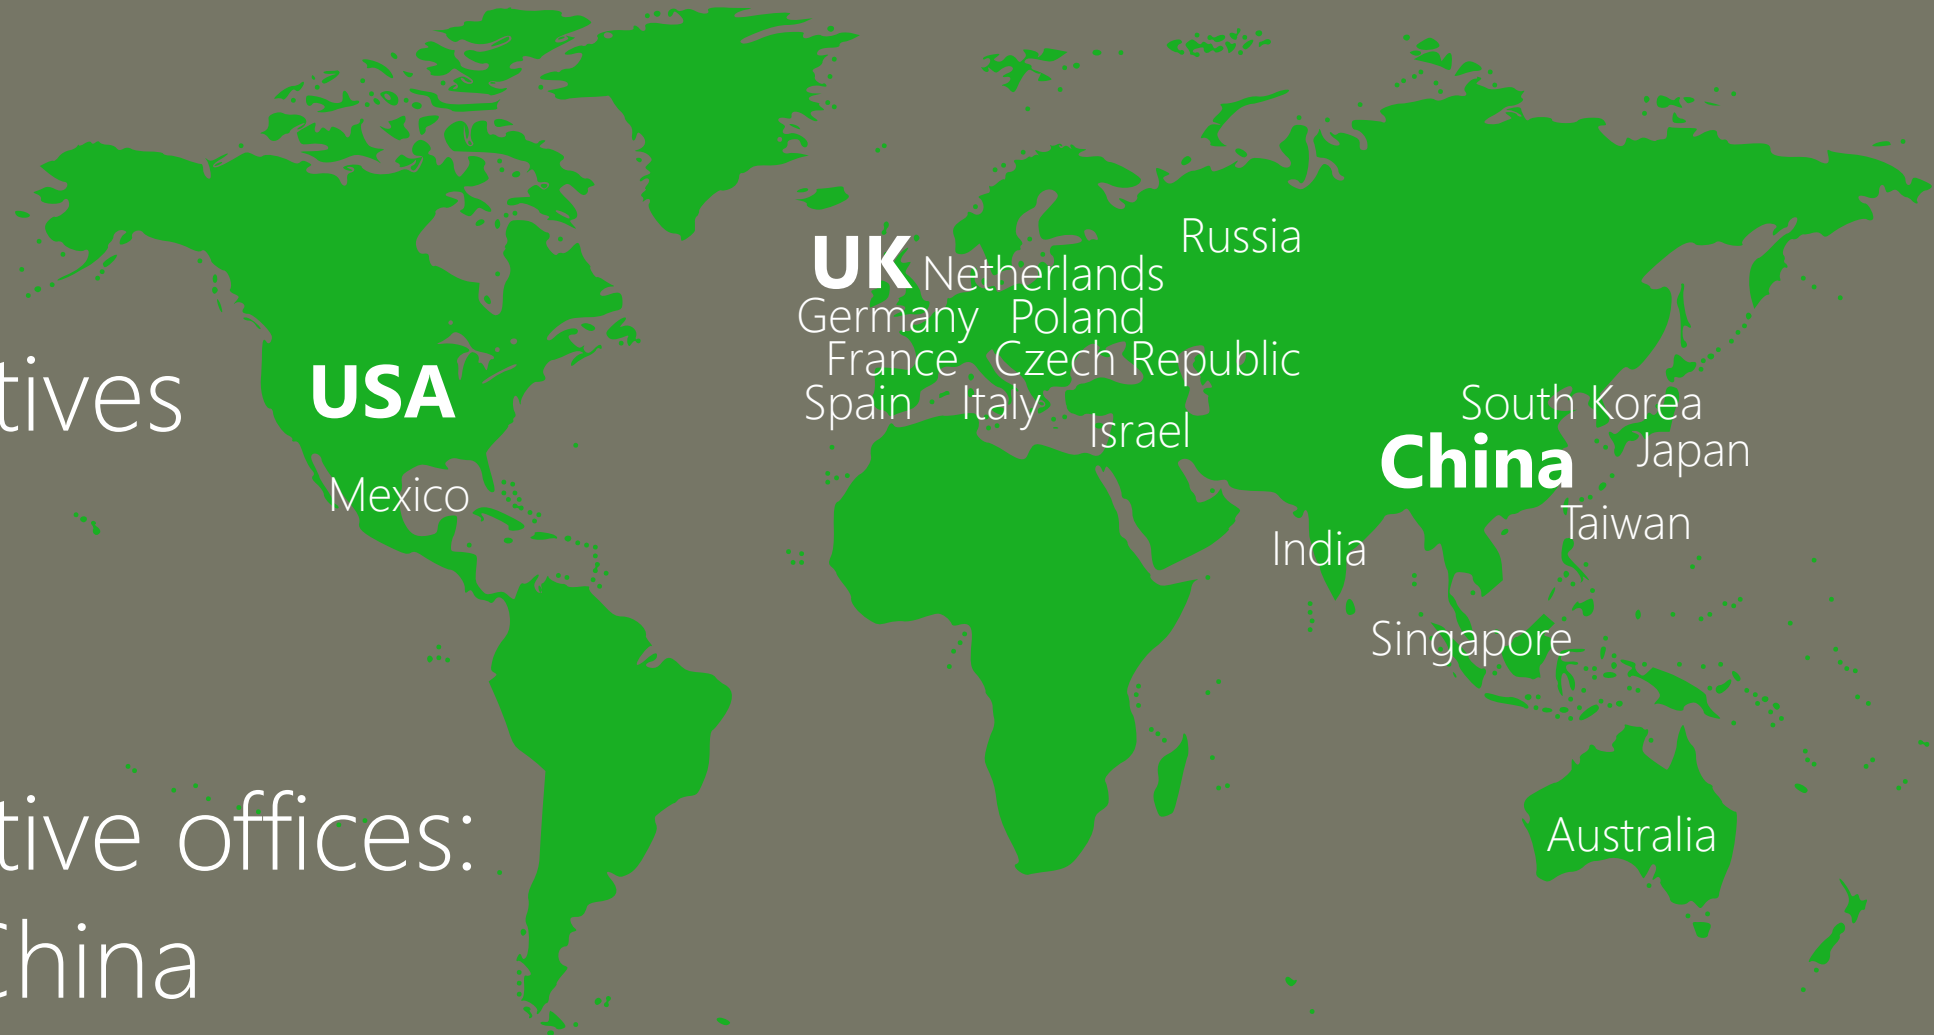 Russia
UK Netherlands
Germany Poland
France Czech Republic
tives
USA
Spain Italy
South Korea
Israel
China
Japan
Mexico
Taiwan
India
Singapore
tive offices:
Australia
China